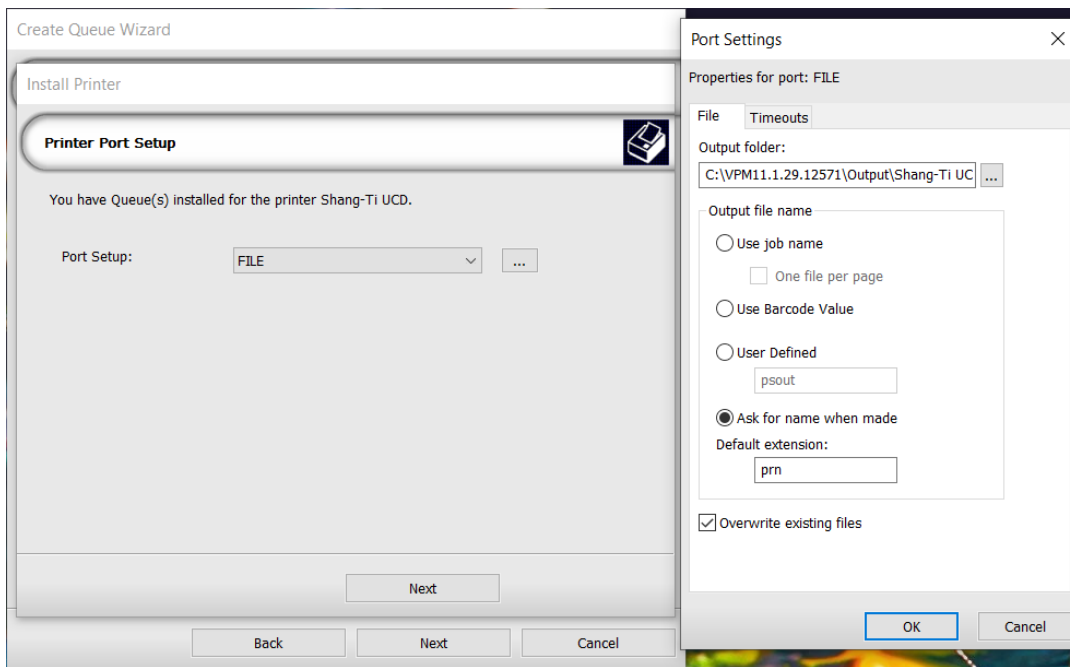 Create Queue Wizard
Install Printer
Printer Port Setup
You have Queue(s) installed for the printer Shang-Ti UCD.
Port Setup:
FILE
...
Next
Back
Next
Cancel
Port Settings
Properties for port: FILE
File
Timeouts
Output folder:
C:\VPM11.1.29.12571\Output\Shang-Ti UC
...
Output file name
Use job name
One file per page
Use Barcode Value
User Defined
psout
Ask for name when made
Default extension:
prn
Overwrite existing files
OK
Cancel